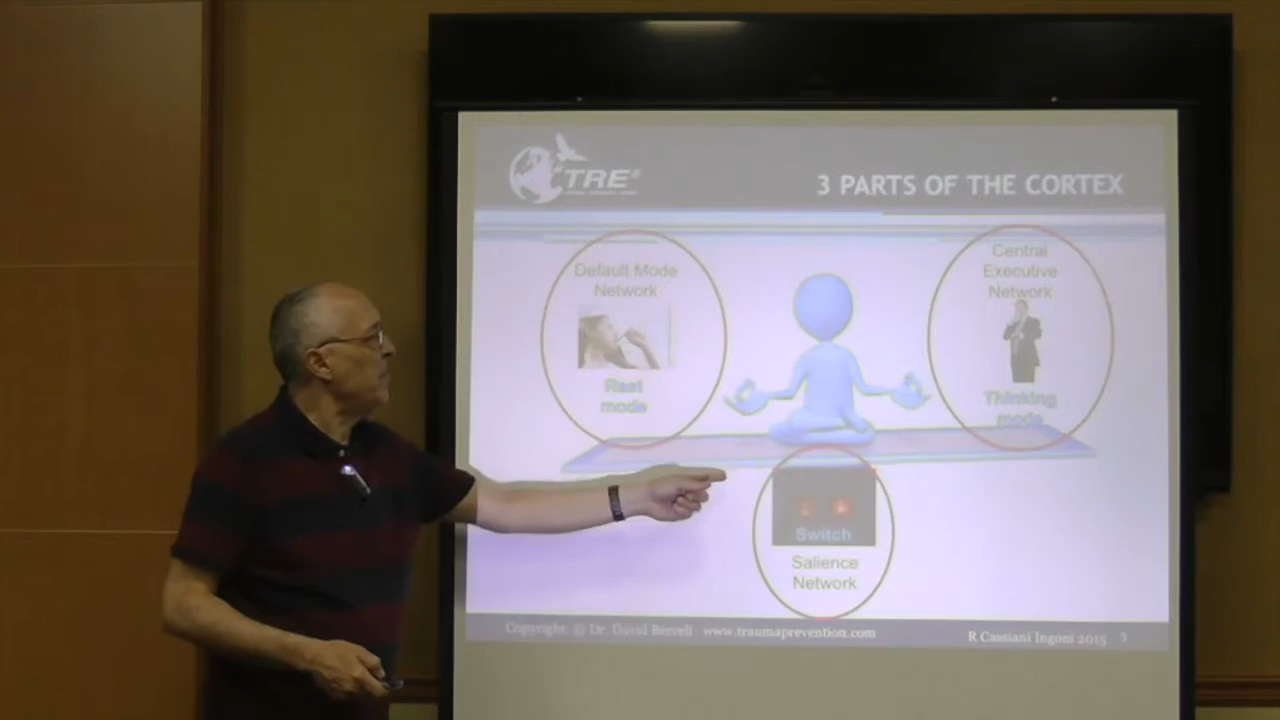 TRE®
3 PARTS OF THE CORTEX
Default Mode
Network
Rest
mode
Central
Executive
Network
Thinking
mode
Switch
Salience
Network
Copyright. © Dr. David Berceli www.traumaprevention.com
R Cassiani Ingoni 2015 3